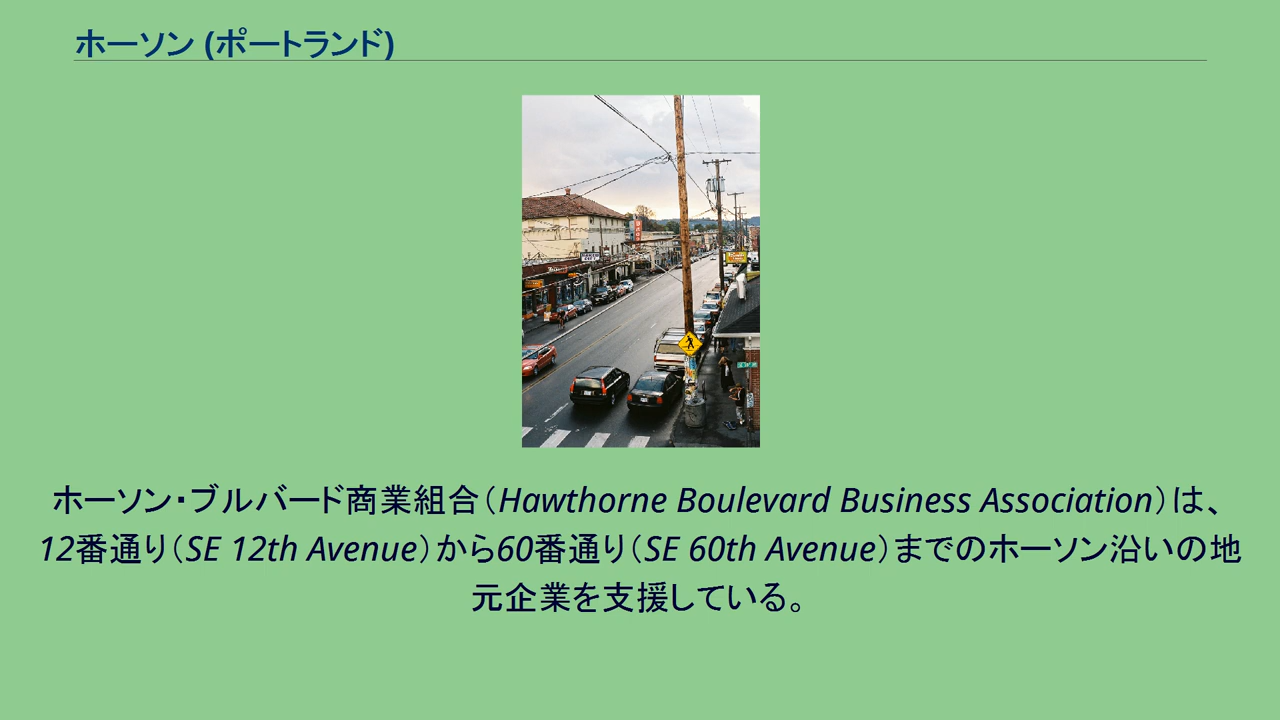 ホーソン (ポートランド)
ホーソン・ブルバード商業組合（Hawthorne Boulevard Business Association）は、
12番通り（SE 12th Avenue）から60番通り（SE 60th Avenue）までのホーソン沿いの地
元企業を支援している。